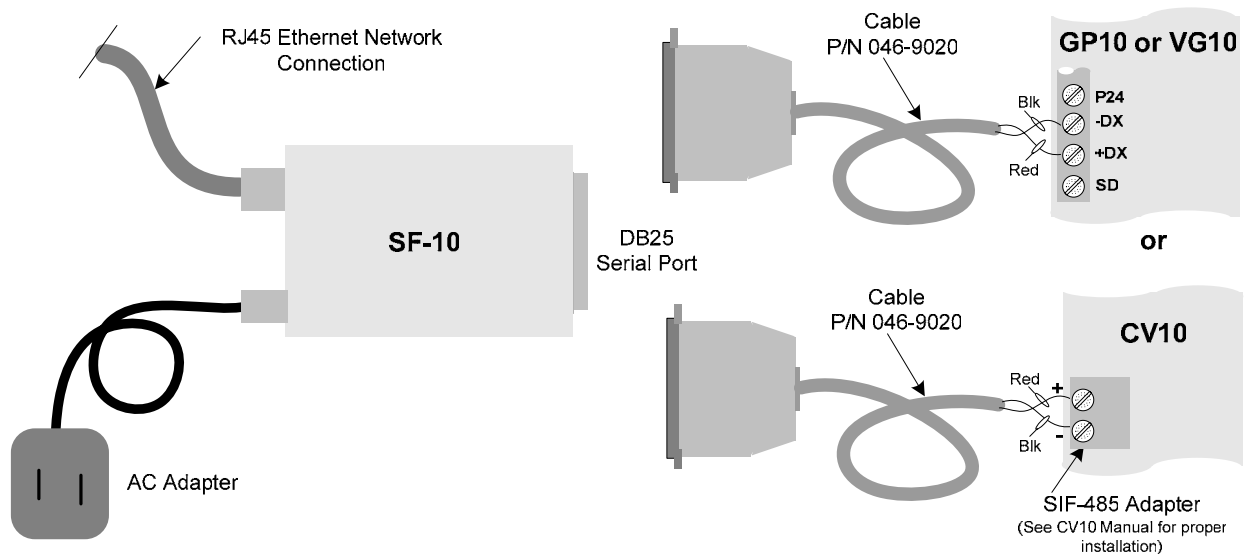 RJ45 Ethernet Network
Connection
SF-10
DB25
Serial Port
AC Adapter
Cable
P/N 046-9020
GP10 or VG10
Blk
Red
P24
-DX
+DX
SD
or
Cable
P/N 046-9020
CV10
Red
+
Blk
-
SIF-485 Adapter
(See CV10 Manual for proper
installation)